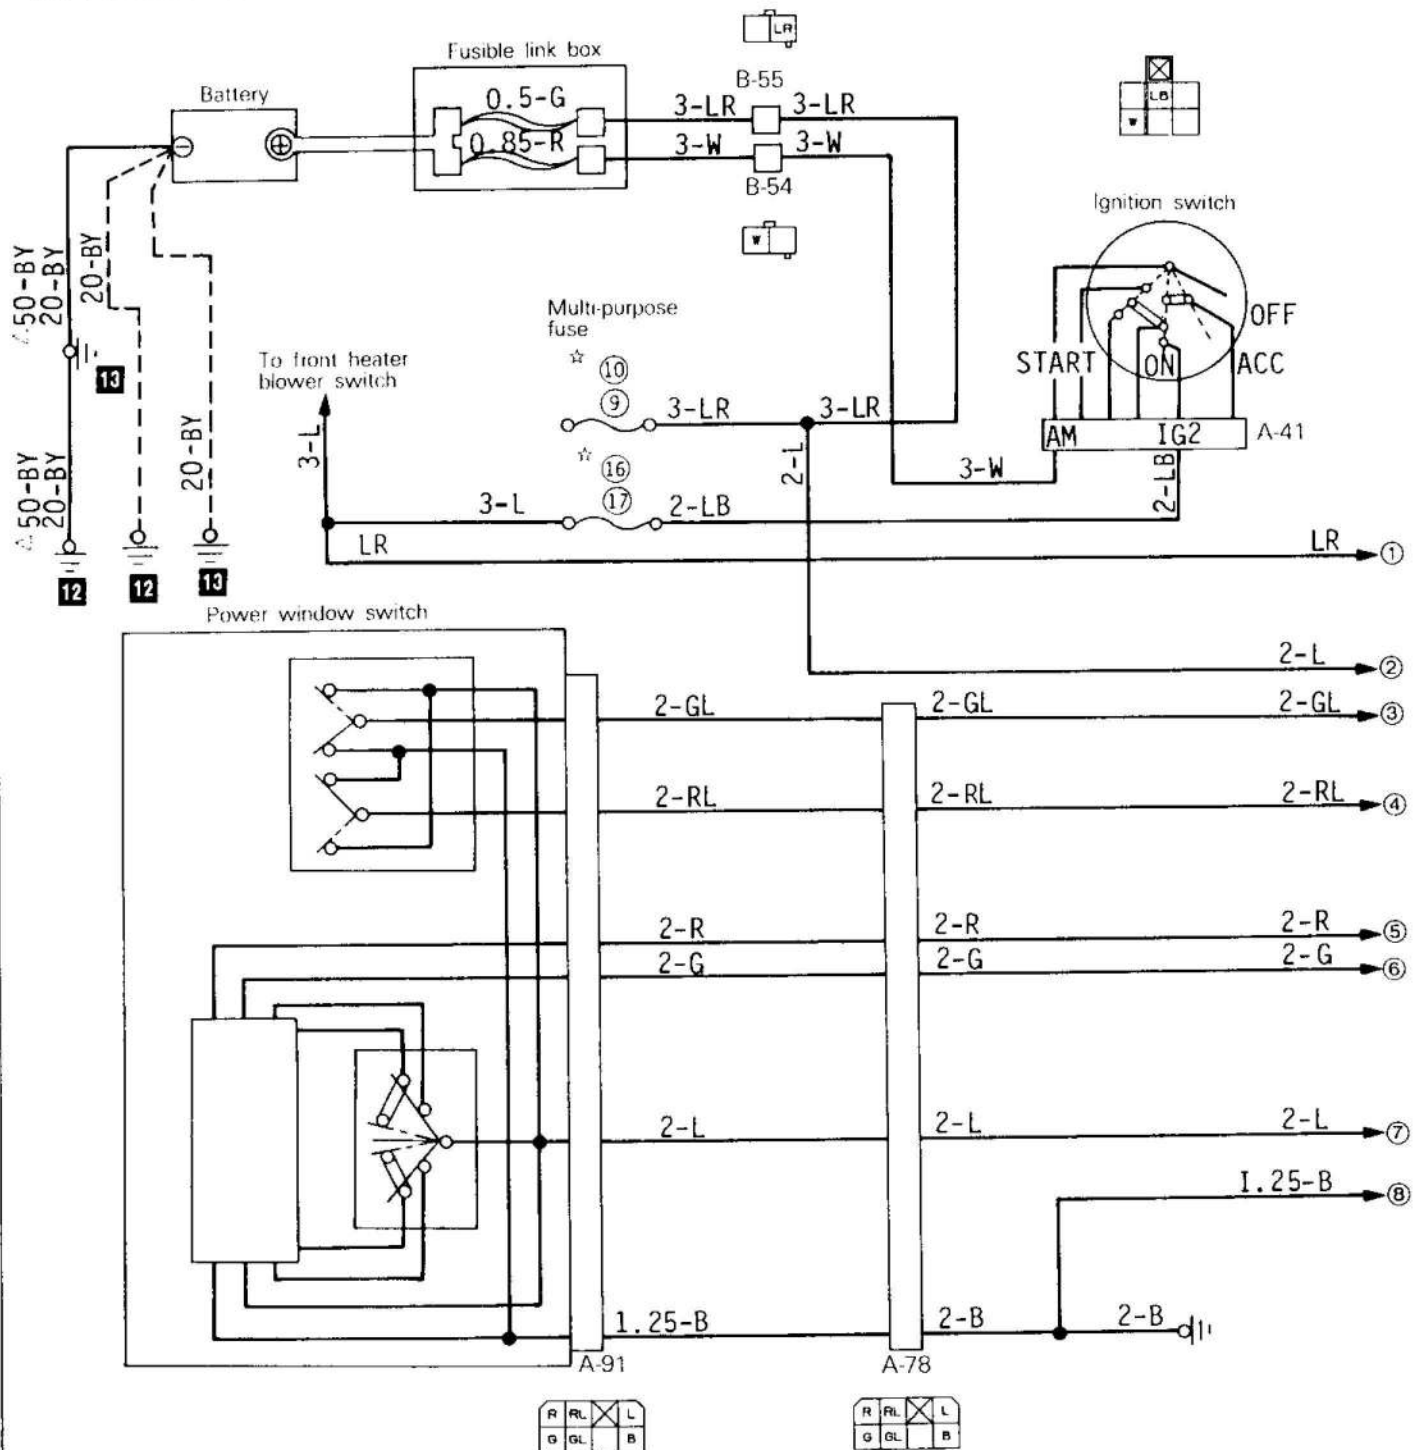 LR
Fusible link box
B-55
Battery
0.5-G
3-LR
3-LR
LB
W
0.85-R
3-W
3-W
B-54
W
Ignition switch
50-BY
20-BY
20-BY
Multi-purpose
fuse
OFF
☆
To front heater
blower switch
10
START
ON
ACC
13
9
3-LR
3-LR
20-BY
3-L
AM
IG2
A-41
☆
16
2-L
3-W
50-BY
20-BY
17
3-L
2-LB
2-LB
LR
LR
1
12
12
13
Power window switch
2-L
2
2-GL
2-GL
2-GL
3
2-RL
2-RL
2-RL
4
2-R
2-R
2-R
5
2-G
2-G
2-G
6
2-L
2-L
2-L
7
1.25-B
8
1.25-B
2-B
2-B
A-91
A-78
R RL L
R RL L
G GL B
G GL B